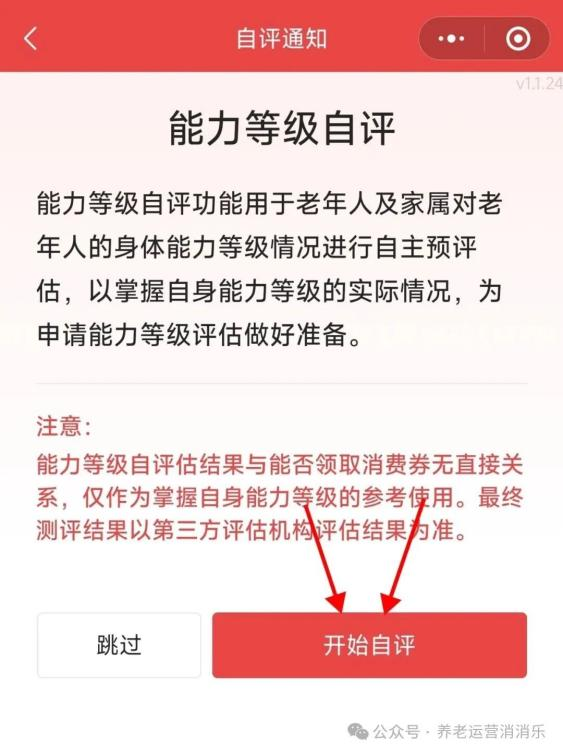 自评通知
v1.1.24
能力等级自评
能力等级自评功能用于老年人及家属对老
年人的身体能力等级情况进行自主预评
估，以掌握自身能力等级的实际情况，为
申请能力等级评估做好准备。
注意：
能力等级自评估结果与能否领取消费券无直接关
系，仅作为掌握自身能力等级的参考使用。最终
测评结果以第三方评估机构评估结果为准。
跳过
开始自评
公众号·养老运营消消乐